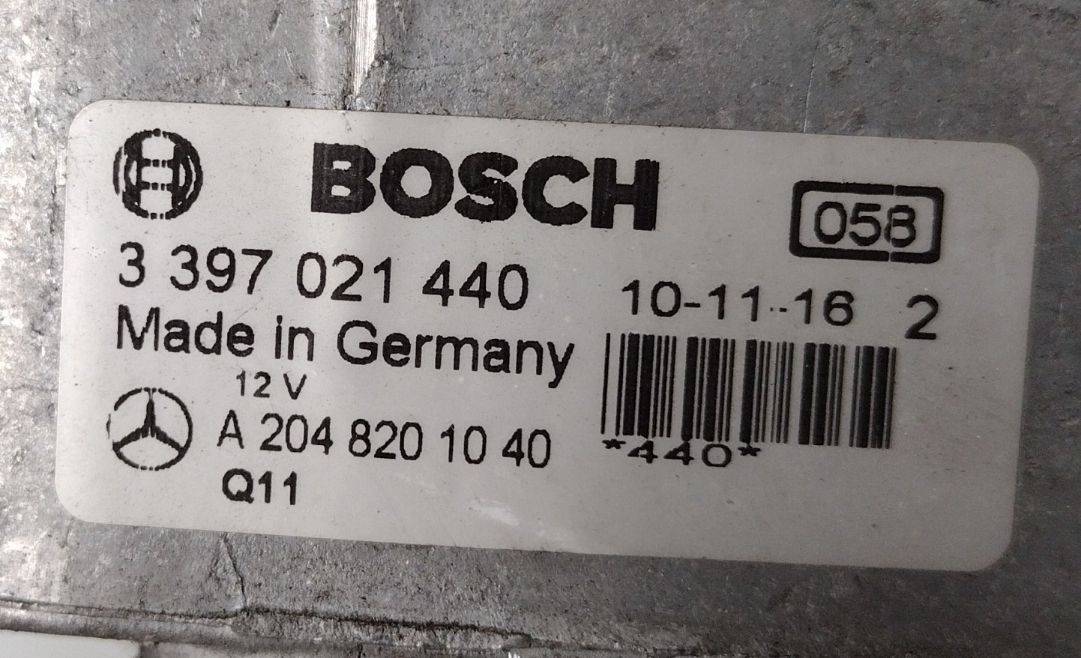 BOSCH
058
3 397 021 440
10-11-16 2
Made in Germany
12 V
A 204 820 10 40
*440*
Q11